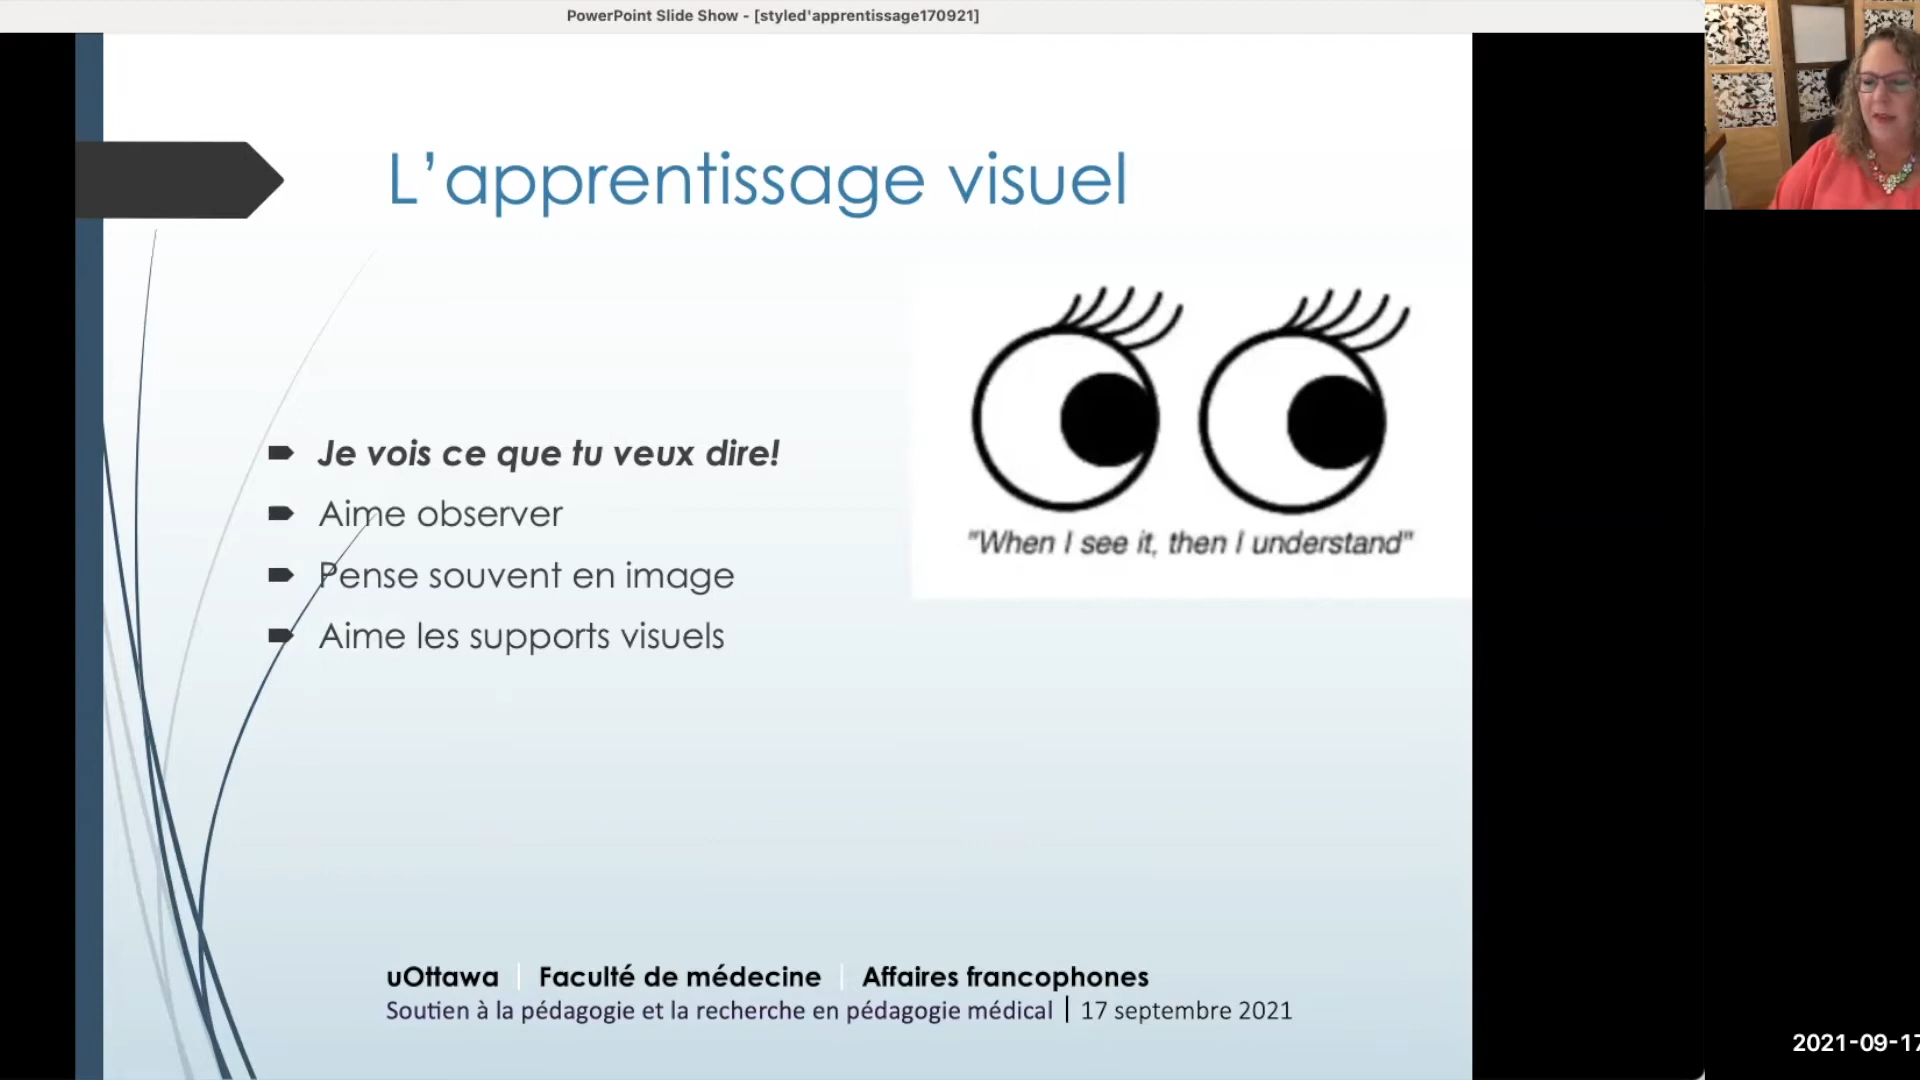 PowerPoint Slide Show - [styled'apprentissage170921]
L’apprentissage visuel
Je vois ce que tu veux dire!
Aime observer
Pense souvent en image
Aime les supports visuels
"When I see it, then I understand"
uOttawa | Faculté de médecine | Affaires francophones
Soutien à la pédagogie et la recherche en pédagogie médical | 17 septembre 2021
2021-09-17